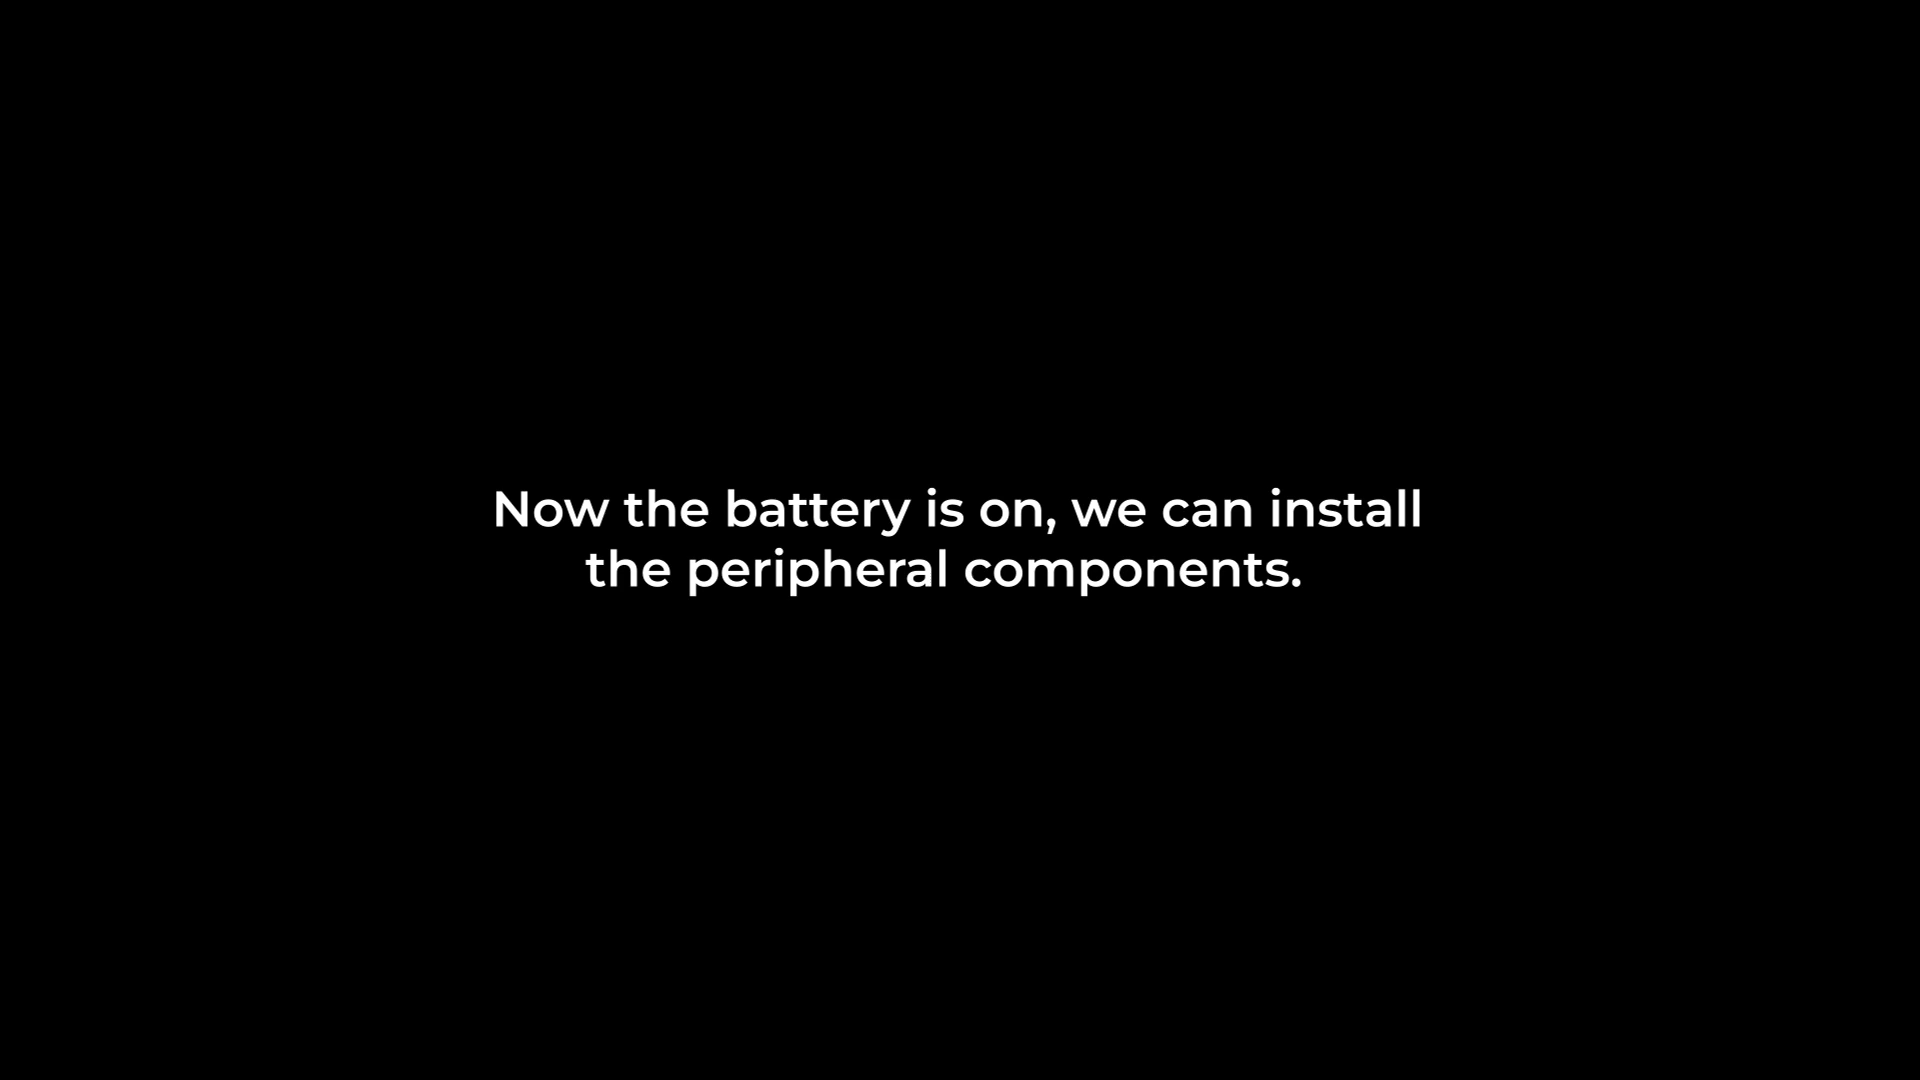 Now the battery is on, we can install
the peripheral components.